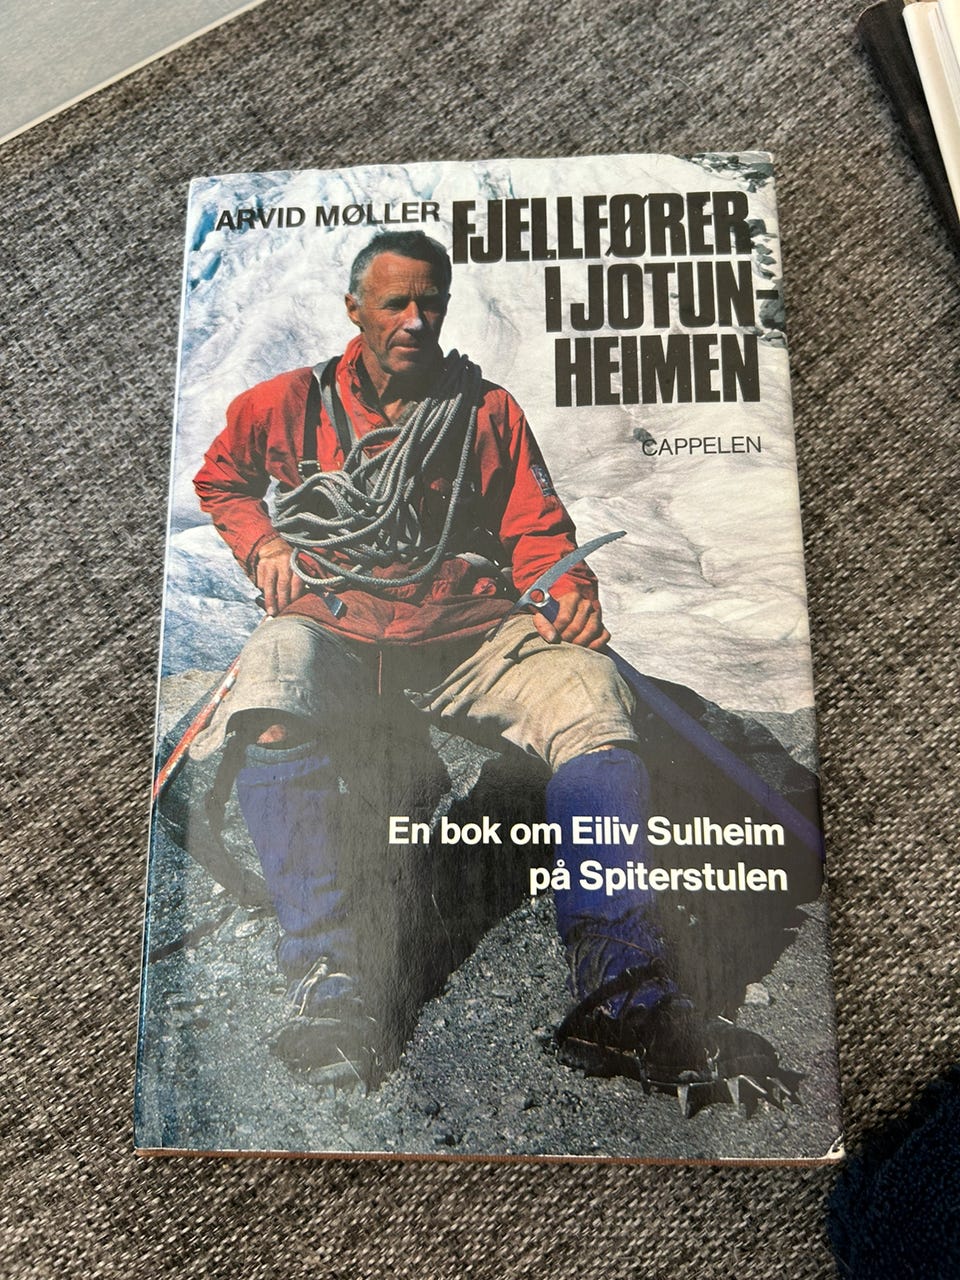 ARVID MØLLER
FJELLFØRER
I JOTUN-
HEIMEN
CAPPELEN
En bok om Eiliv Sulheim
på Spiterstulen